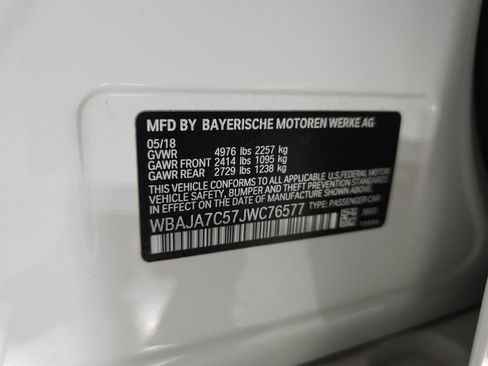 MFD BY BAYERISCHE MOTOREN WERKE AG
05/18
GVWR 4976 lbs 2257 kg
GAWR FRONT 2414 lbs 1095 kg
GAWR REAR 2729 lbs 1238 kg
THIS VEHICLE CONFORMS TO ALL APPLICABLE U.S.FEDERAL MOTOR
VEHICLE SAFETY, BUMPER AND THEFT PREVENTION STANDARDS
IN EFFECT ON THE DATE OF MANUFACTURE SHOWN ABOVE.
WBAJA7C57JWC76577 TYPE: PASSENGER CAR